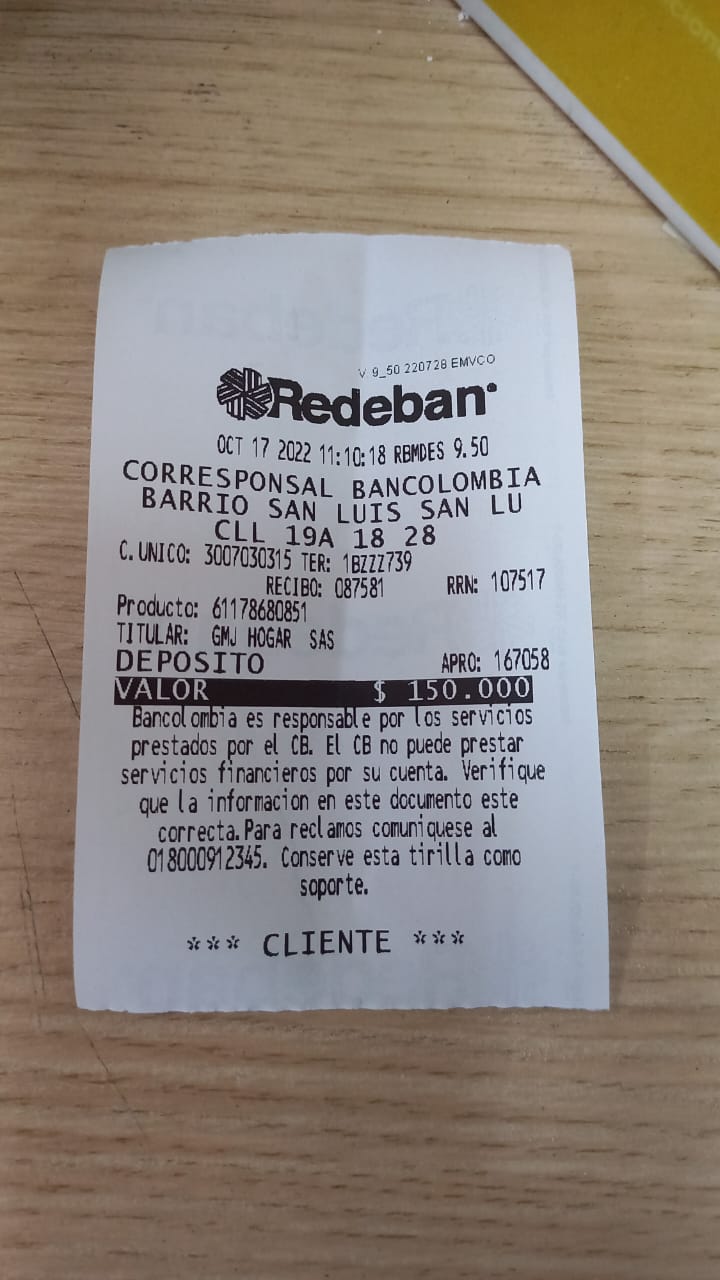 V 9_50 220728 EMVCO
Redeban
OCT 17 2022 11:10:18 RBMDES 9.50
CORRESPONSAL BANCOLOMBIA
BARRIO SAN LUIS SAN LU
CLL 19A 18 28
C.UNICO: 3007030315 TER: 1BZZZ739
RECIBO: 087581 RRN: 107517
Producto: 61178680851
TITULAR: GMJ HOGAR SAS
DEPOSITO APRO: 167058
VALOR $ 150.000
Bancolombia es responsable por los servicios
prestados por el CB. El CB no puede prestar
servicios financieros por su cuenta. Verifique
que la informacion en este documento este
correcta.Para reclamos comuniquese al
018000912345. Conserve esta tirilla como
soporte.
*** CLIENTE ***